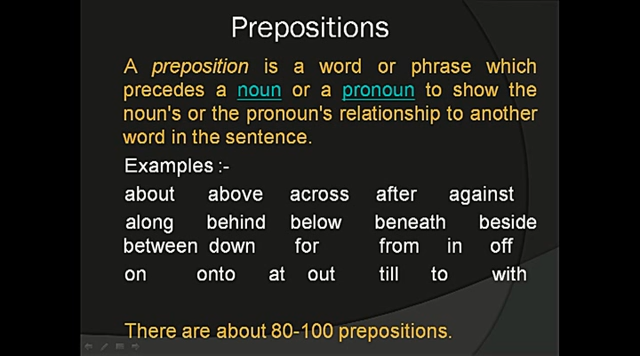 Prepositions
A preposition is a word or phrase which
precedes a noun or a pronoun to show the
noun's or the pronoun's relationship to another
word in the sentence.
Examples :-
about above across after against
along behind below beneath beside
between down for from in off
on onto at out till to with
There are about 80-100 prepositions.